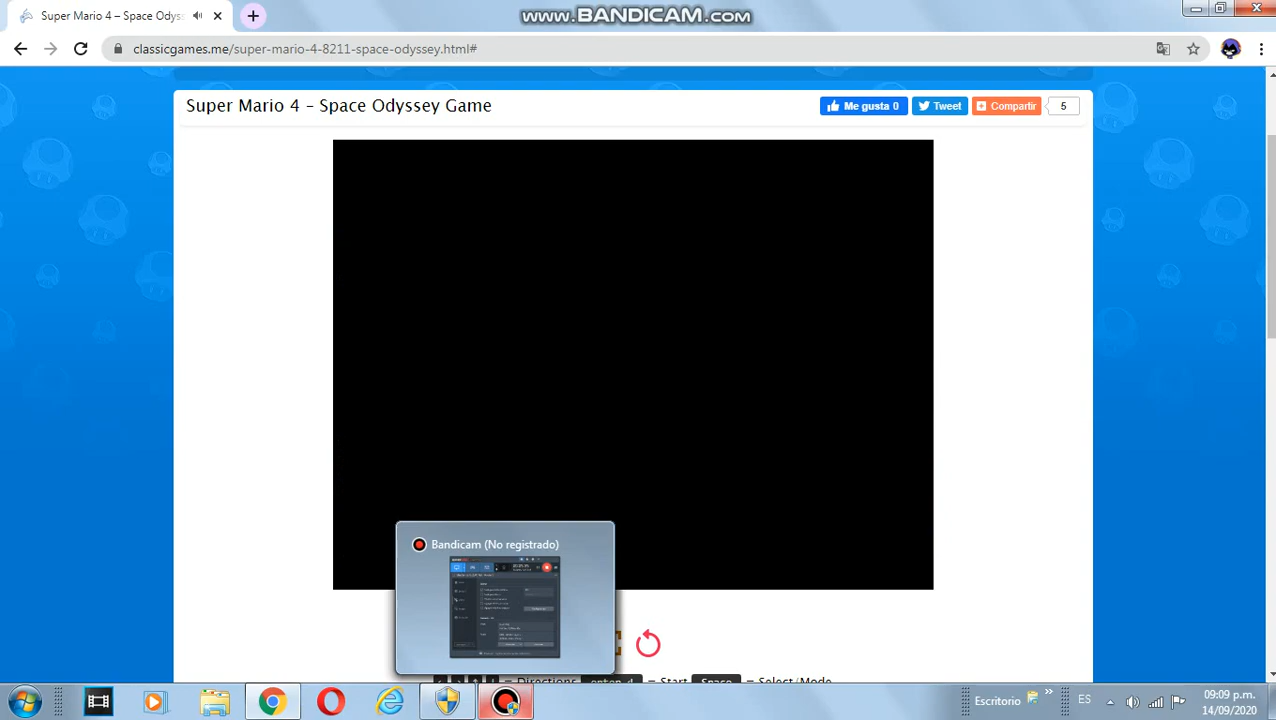 Super Mario 4 – Space Odys
www.BANDICAM.com
classicgames.me/super-mario-4-8211-space-odyssey.html#
Super Mario 4 – Space Odyssey Game
Me gusta 0
Tweet
Compartir
5
Bandicam (No registrado)
= Directions enter = Start Space = Select/Mode
Escritorio
ES
09:09 p.m.
14/09/2020